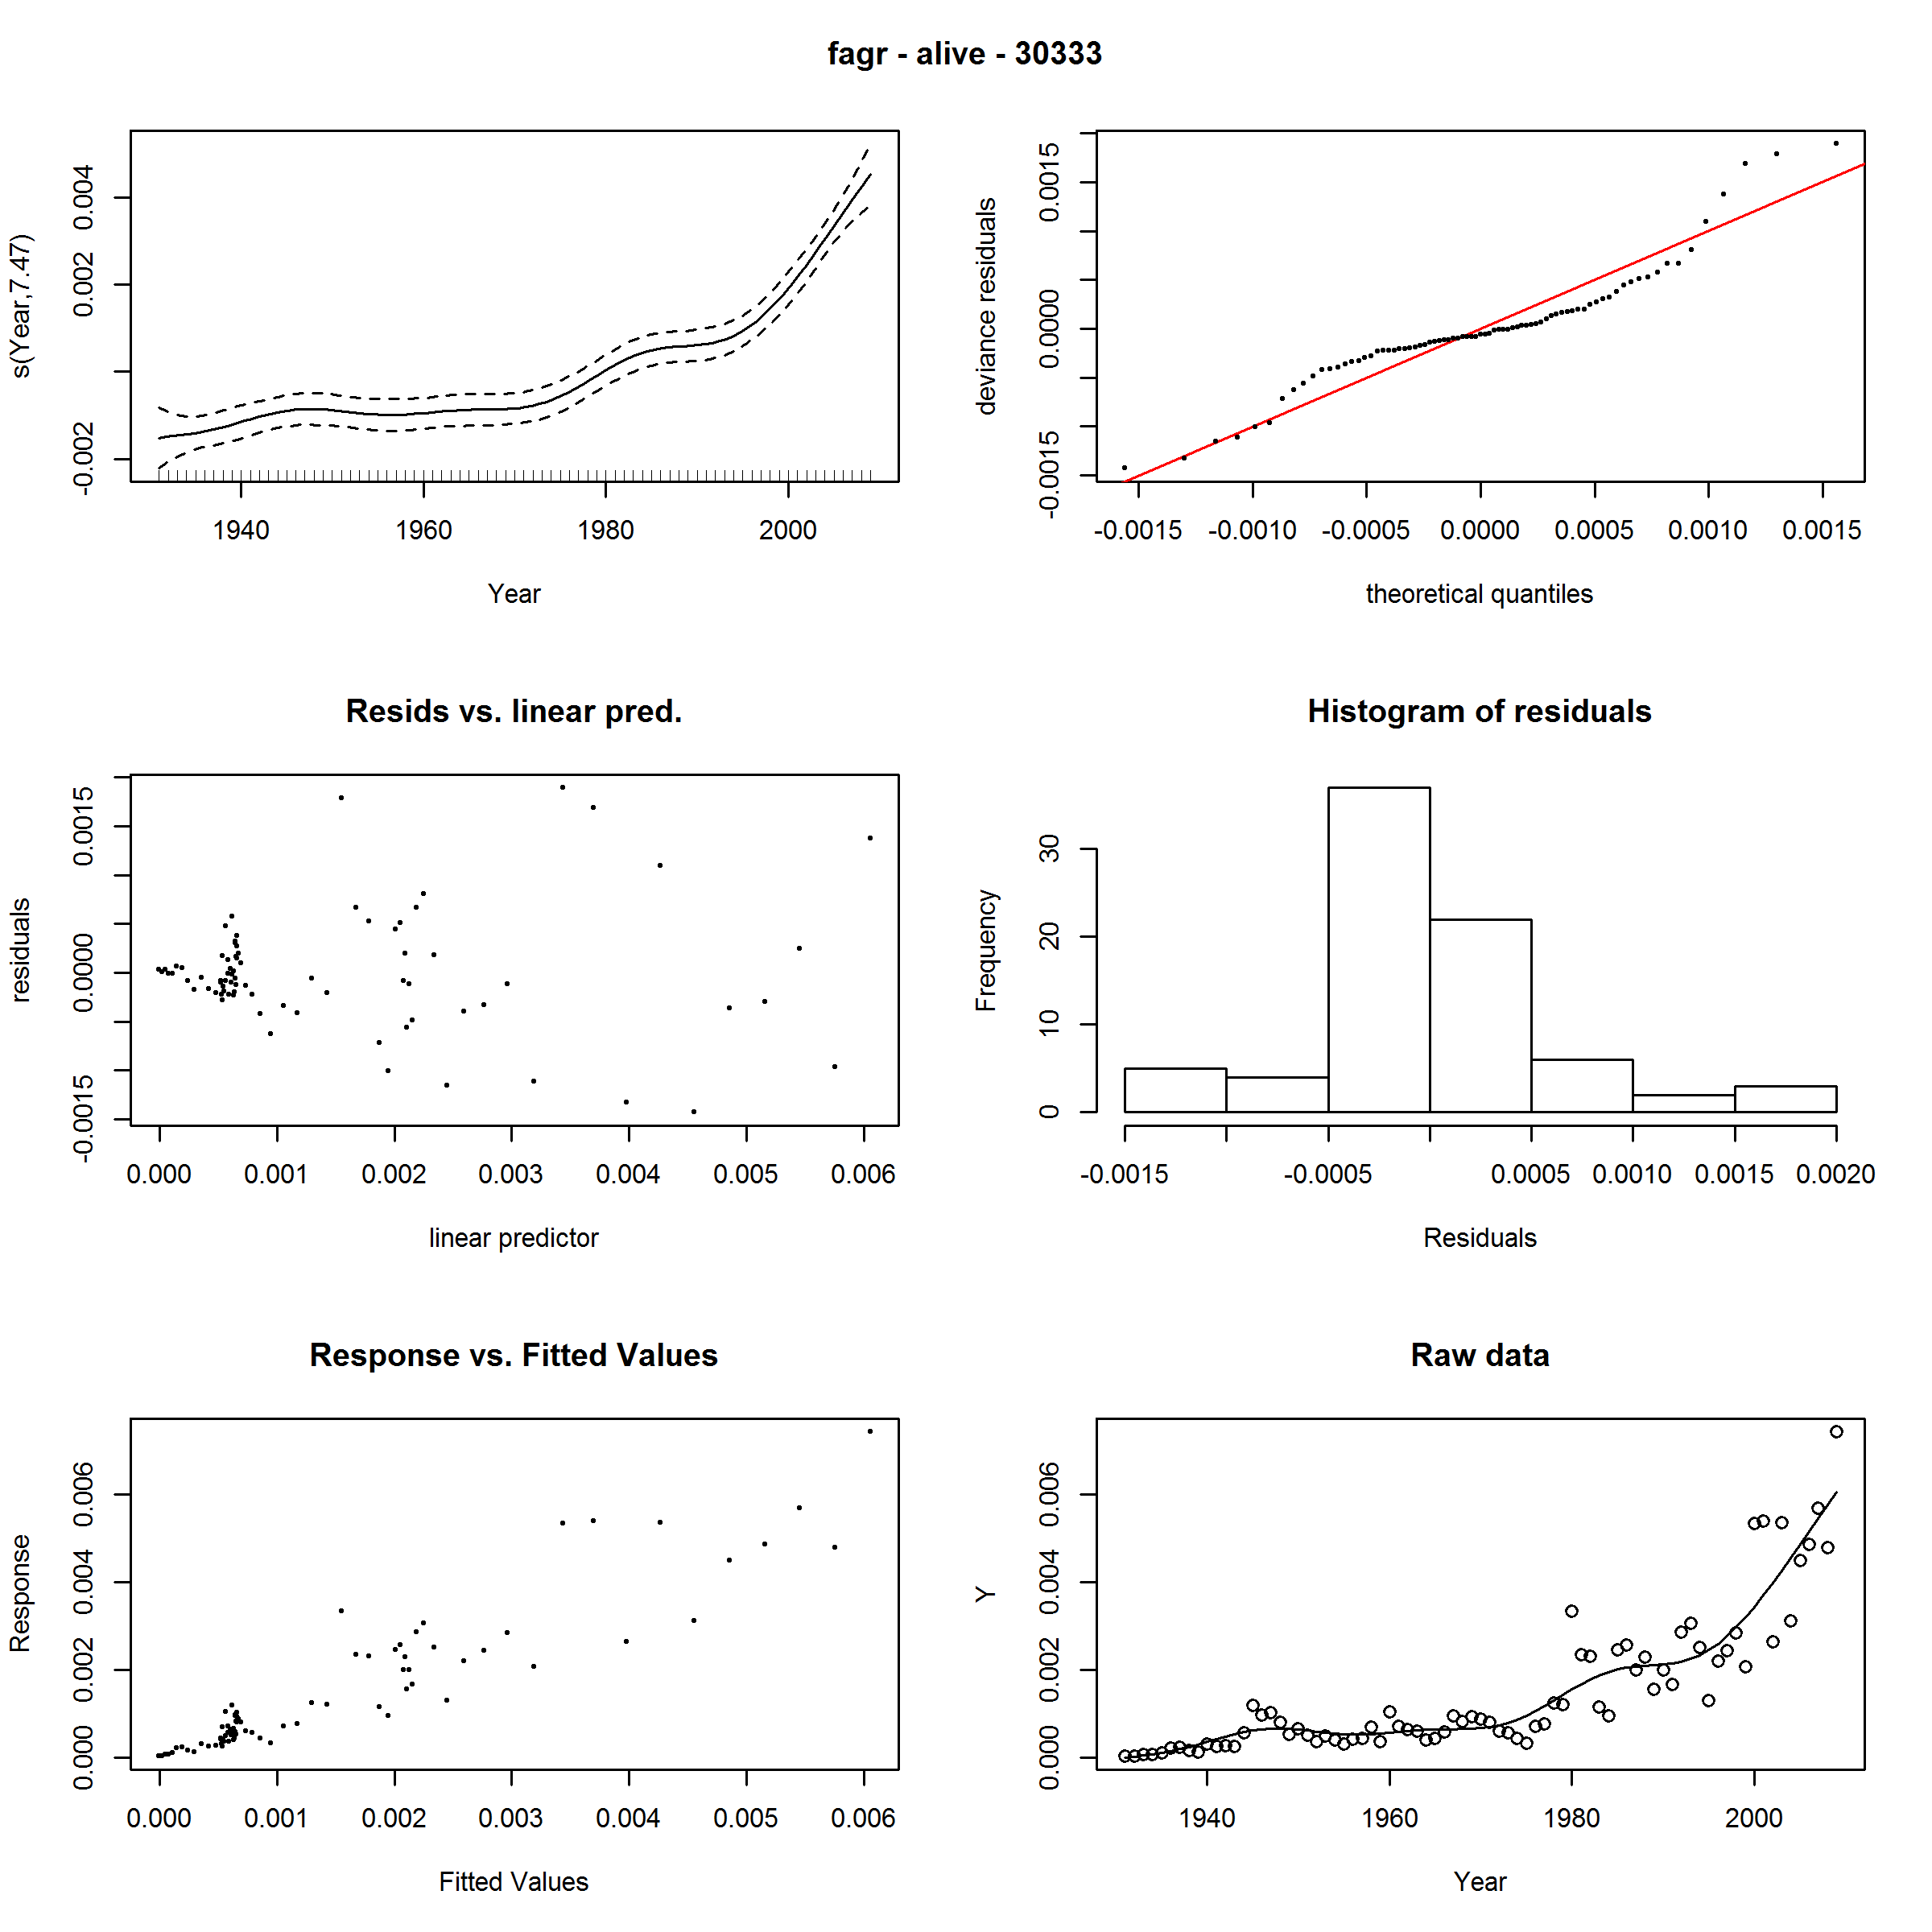 fagr - alive - 30333
s(Year,7.47)
-0.002 0.002 0.004
1940 1960 1980 2000
Year
deviance residuals
-0.0015 0.0000 0.0015
-0.0015 -0.0010 -0.0005 0.0000 0.0005 0.0010 0.0015
theoretical quantiles
Resids vs. linear pred.
residuals
-0.0015 0.0000 0.0015
0.000 0.001 0.002 0.003 0.004 0.005 0.006
linear predictor
Histogram of residuals
Frequency
0 10 20 30
-0.0015 -0.0005 0.0005 0.0010 0.0015 0.0020
Residuals
Response vs. Fitted Values
Response
0.000 0.002 0.004 0.006
0.000 0.001 0.002 0.003 0.004 0.005 0.006
Fitted Values
Raw data
Y
0.000 0.002 0.004 0.006
1940 1960 1980 2000
Year